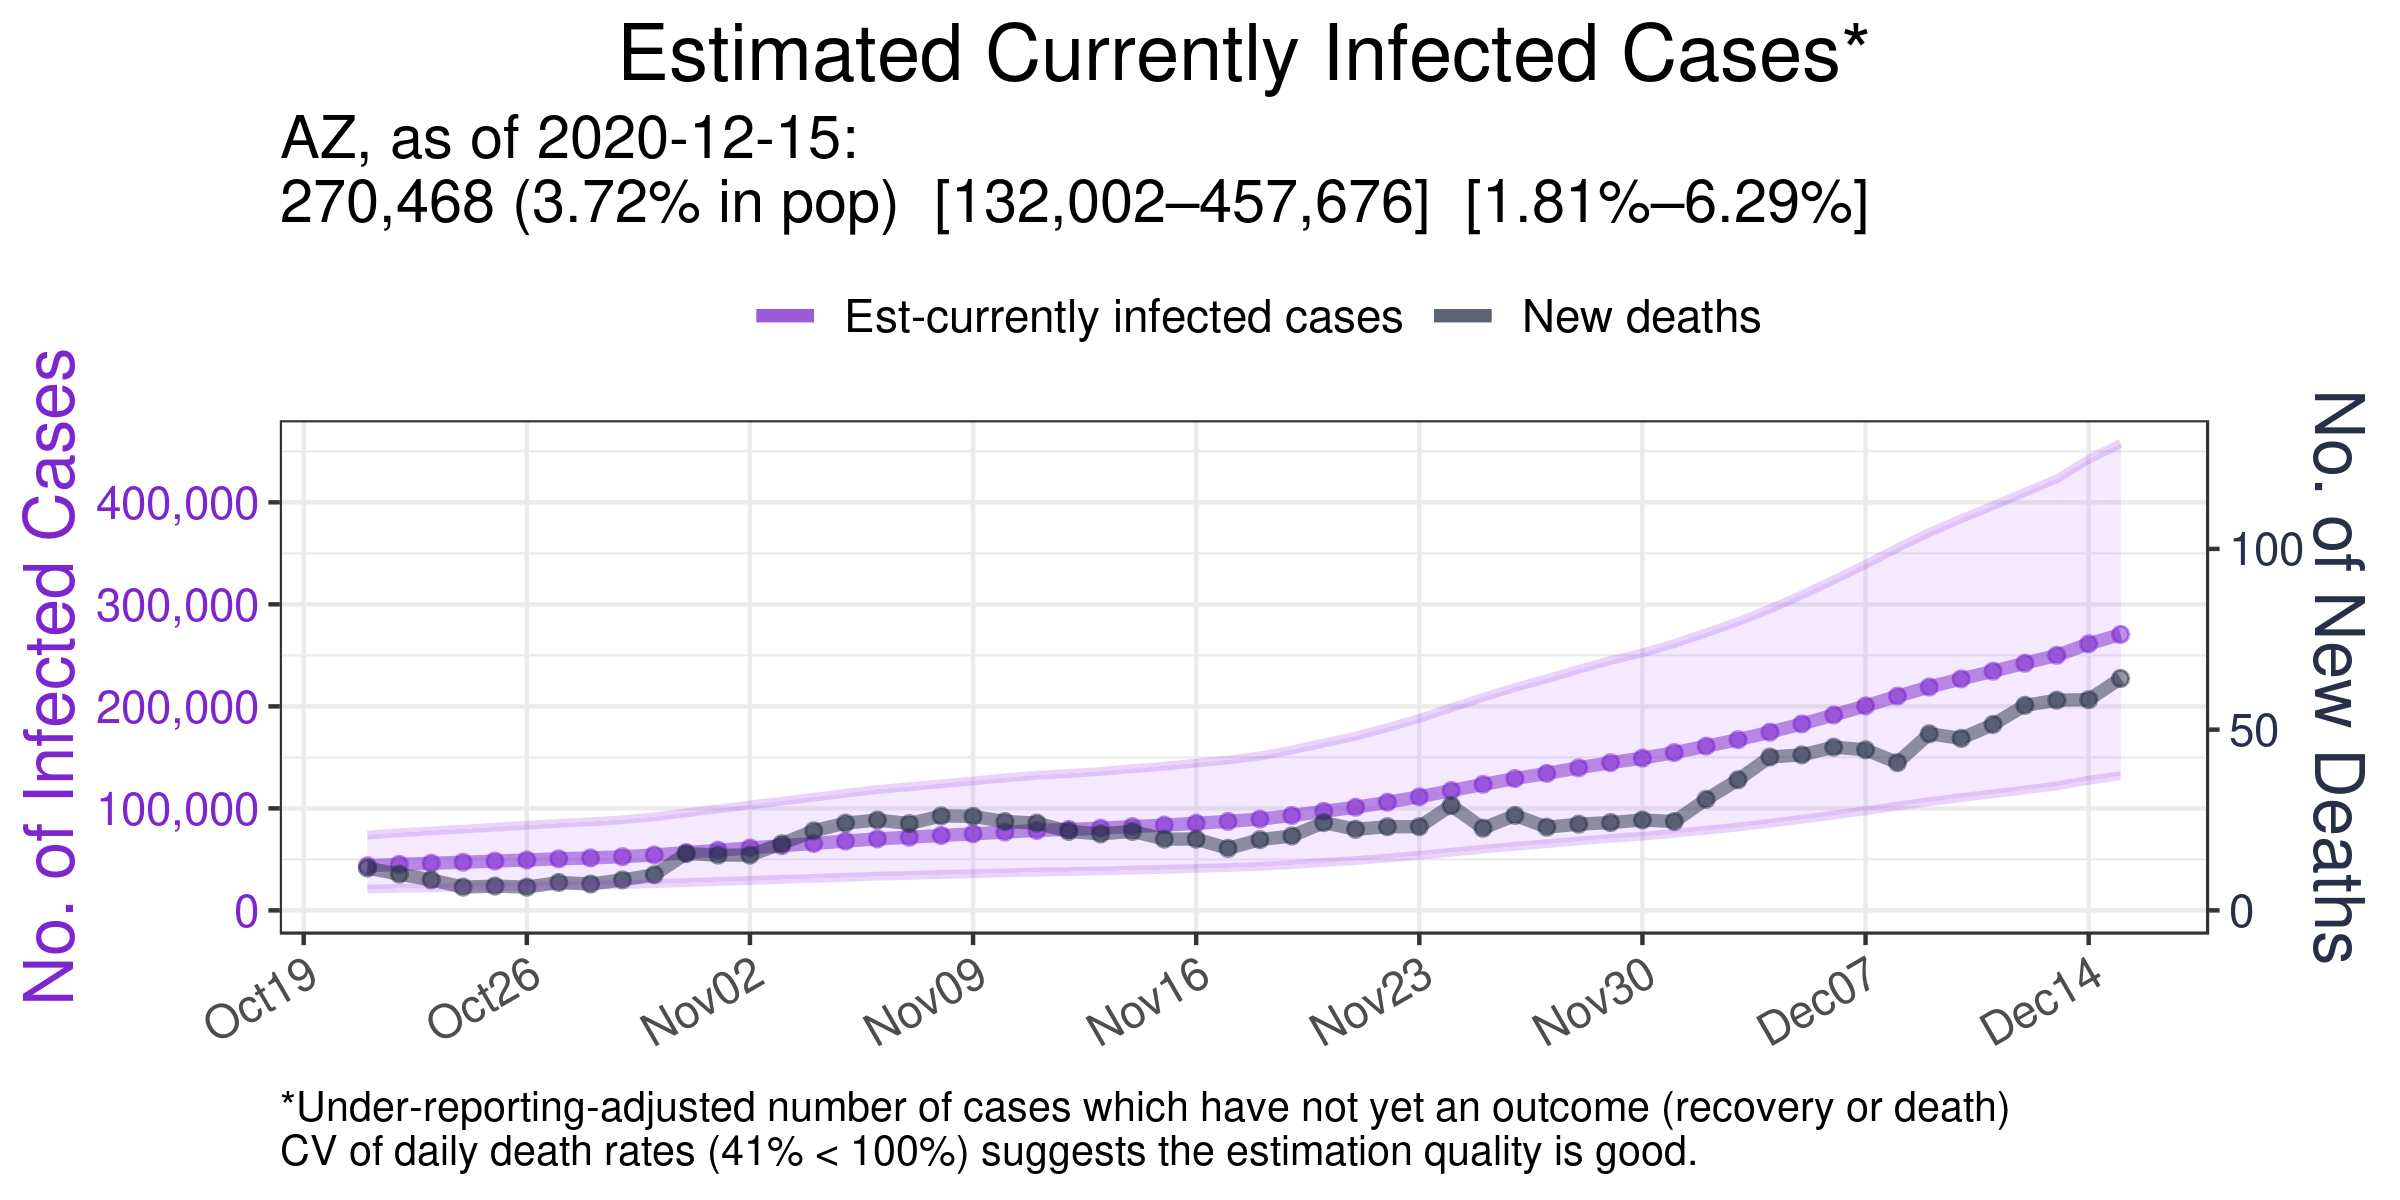 Estimated Currently Infected Cases*
AZ, as of 2020-12-15:
270,468 (3.72% in pop)  [132,002–457,676]  [1.81%–6.29%]
Est-currently infected cases
New deaths
No. of Infected Cases
400,000
300,000
200,000
100,000
0
No. of New Deaths
100
50
0
Oct19
Oct26
Nov02
Nov09
Nov16
Nov23
Nov30
Dec07
Dec14
*Under-reporting-adjusted number of cases which have not yet an outcome (recovery or death)
CV of daily death rates (41% < 100%) suggests the estimation quality is good.